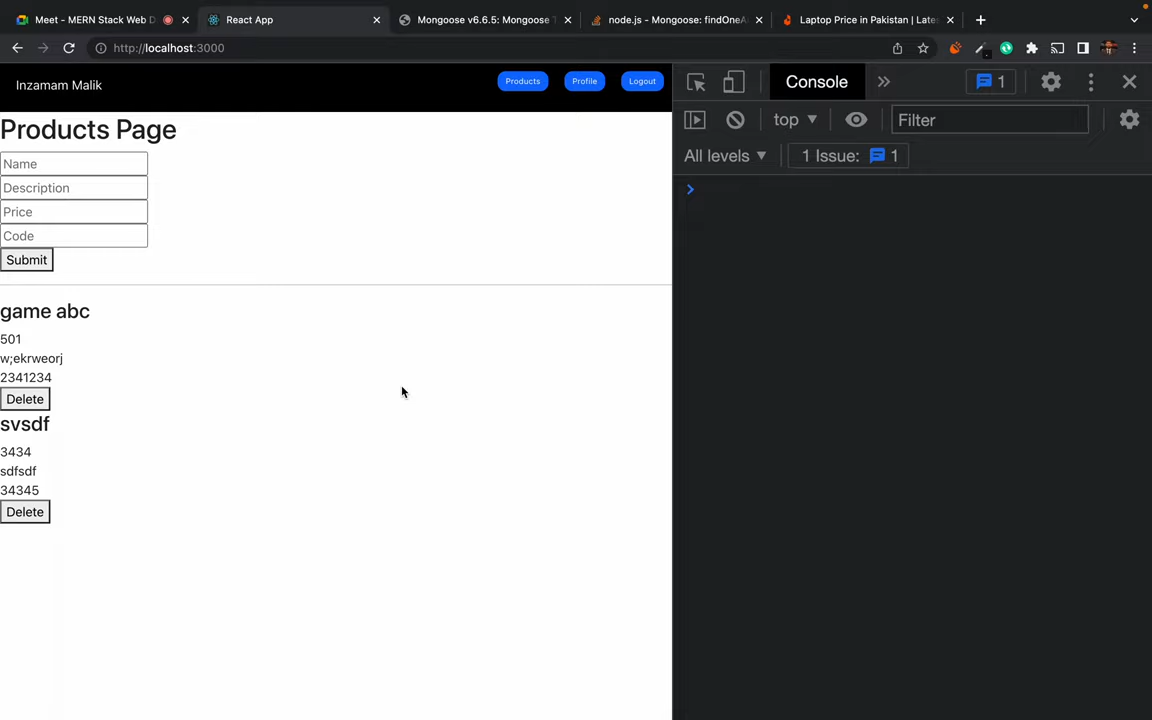 Meet - MERN Stack Web D
React App
Mongoose v6.6.5: Mongoose T
node.js - Mongoose: findOneA
Laptop Price in Pakistan | Late
http://localhost:3000
Inzamam Malik
Products
Profile
Logout
Console
1
top
Filter
All levels
1 Issue:
1
Products Page
Name
Description
Price
Code
Submit
game abc
501
w;ekrweorj
2341234
Delete
svsdf
3434
sdfsdf
34345
Delete